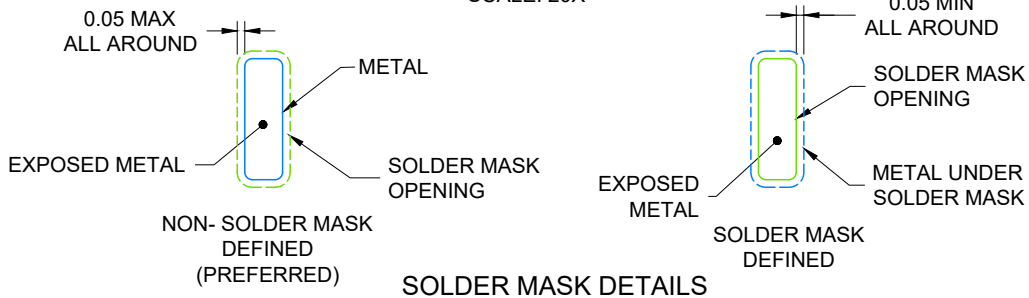 0.05 MAX
ALL AROUND
METAL
EXPOSED METAL
SOLDER MASK
OPENING
NON- SOLDER MASK
DEFINED
(PREFERRED)
0.05 MIN
ALL AROUND
SOLDER MASK
OPENING
EXPOSED
METAL
METAL UNDER
SOLDER MASK
SOLDER MASK
DEFINED
SOLDER MASK DETAILS